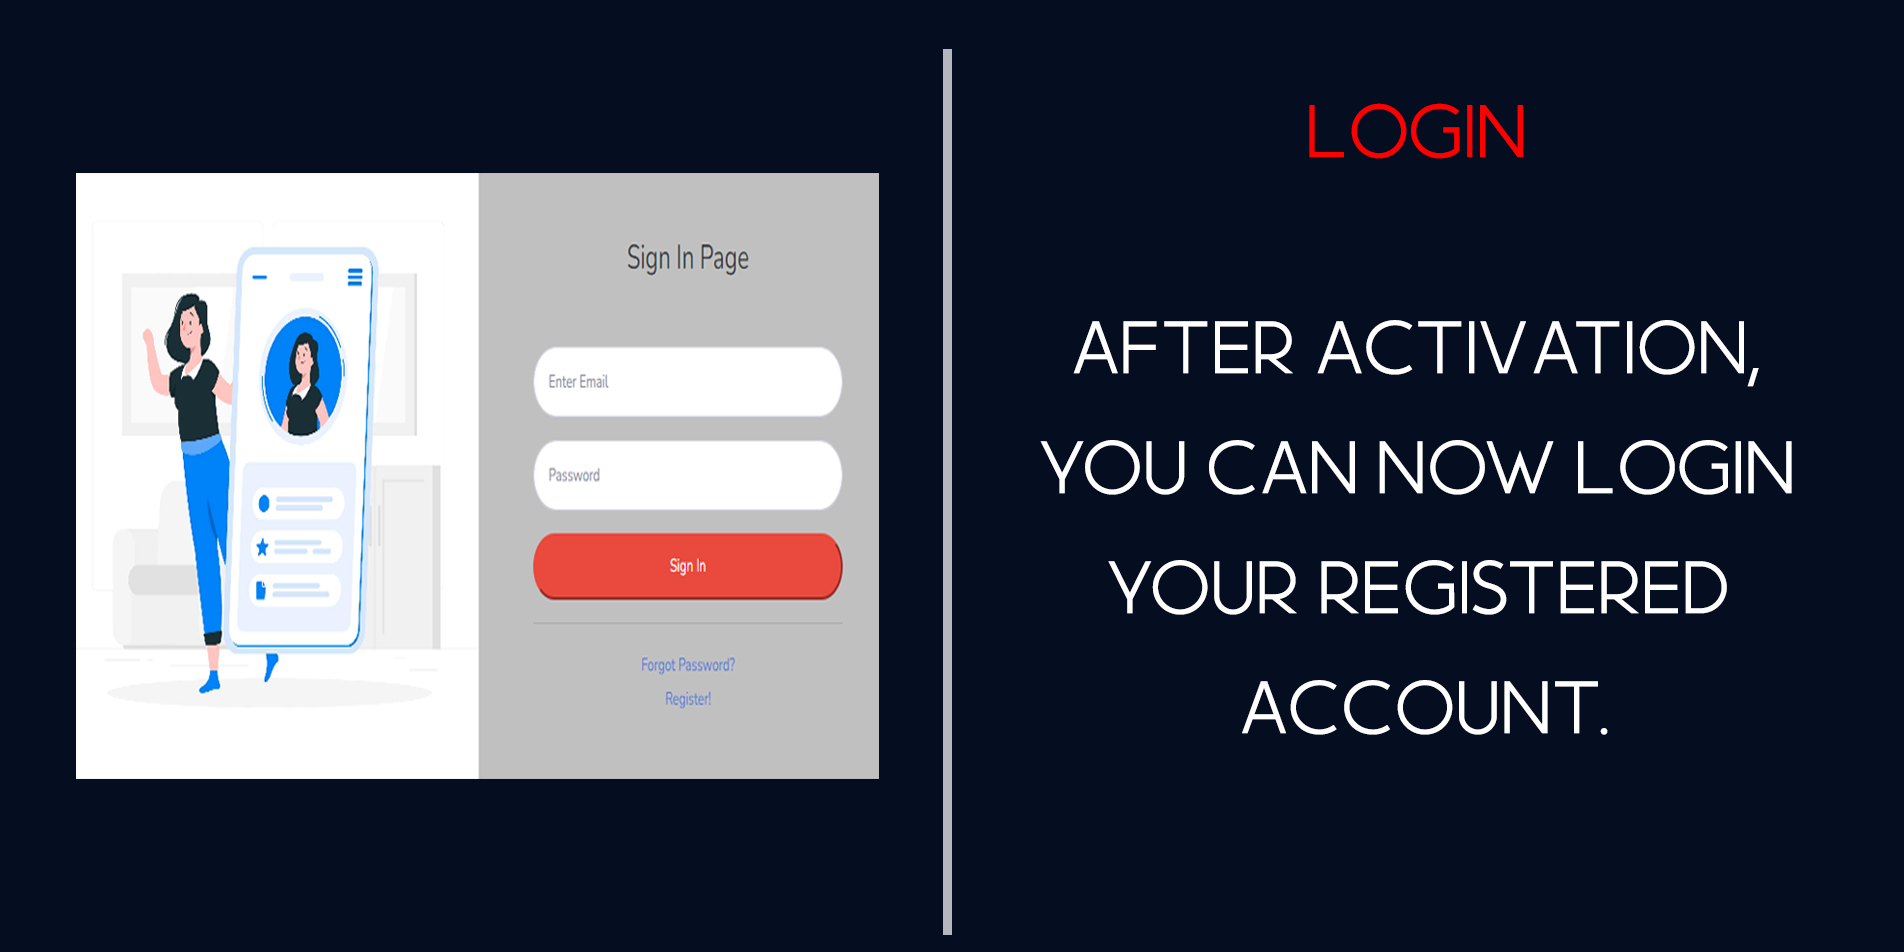 Sign In Page
Enter Email
Password
Sign In
Forgot Password?
Register!
LOGIN
AFTER ACTIVATION,
YOU CAN NOW LOGIN
YOUR REGISTERED
ACCOUNT.